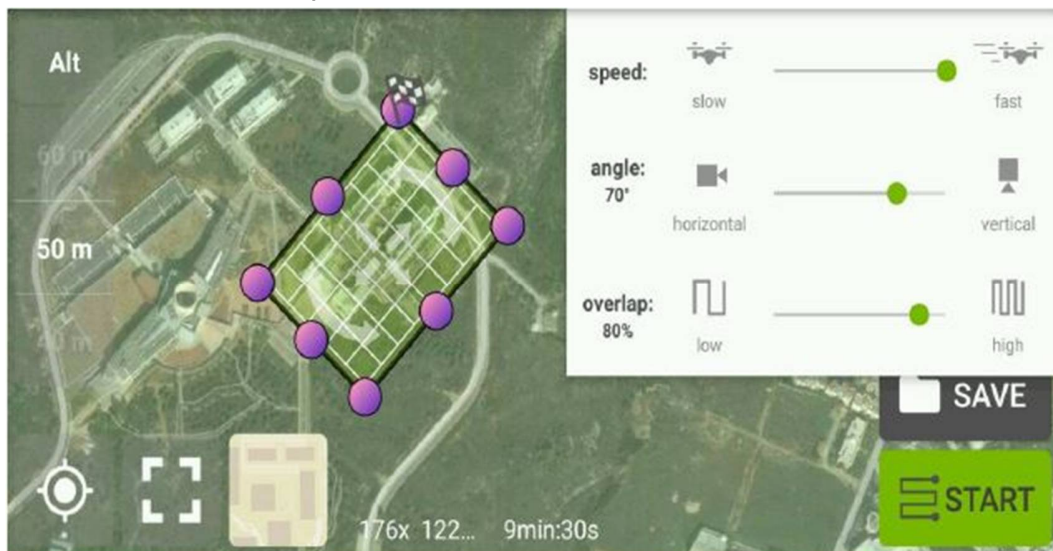 Alt
60 m
50 m
40 m
speed:
slow
fast
angle:
70°
horizontal
vertical
overlap:
80%
low
high
SAVE
START
176x 122... 9min:30s